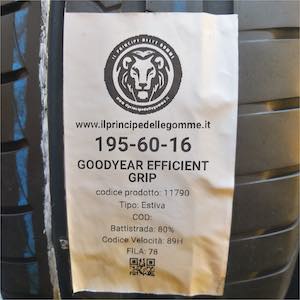 IL PRINCIPE DELLE GOMME
www.ilprincipedellegomme.it
195-60-16
GOODYEAR EFFICIENT
GRIP
codice prodotto: 11790
Tipo: Estiva
COD:
Battistrada: 80%
Codice Velocità: 89H
FILA: 78